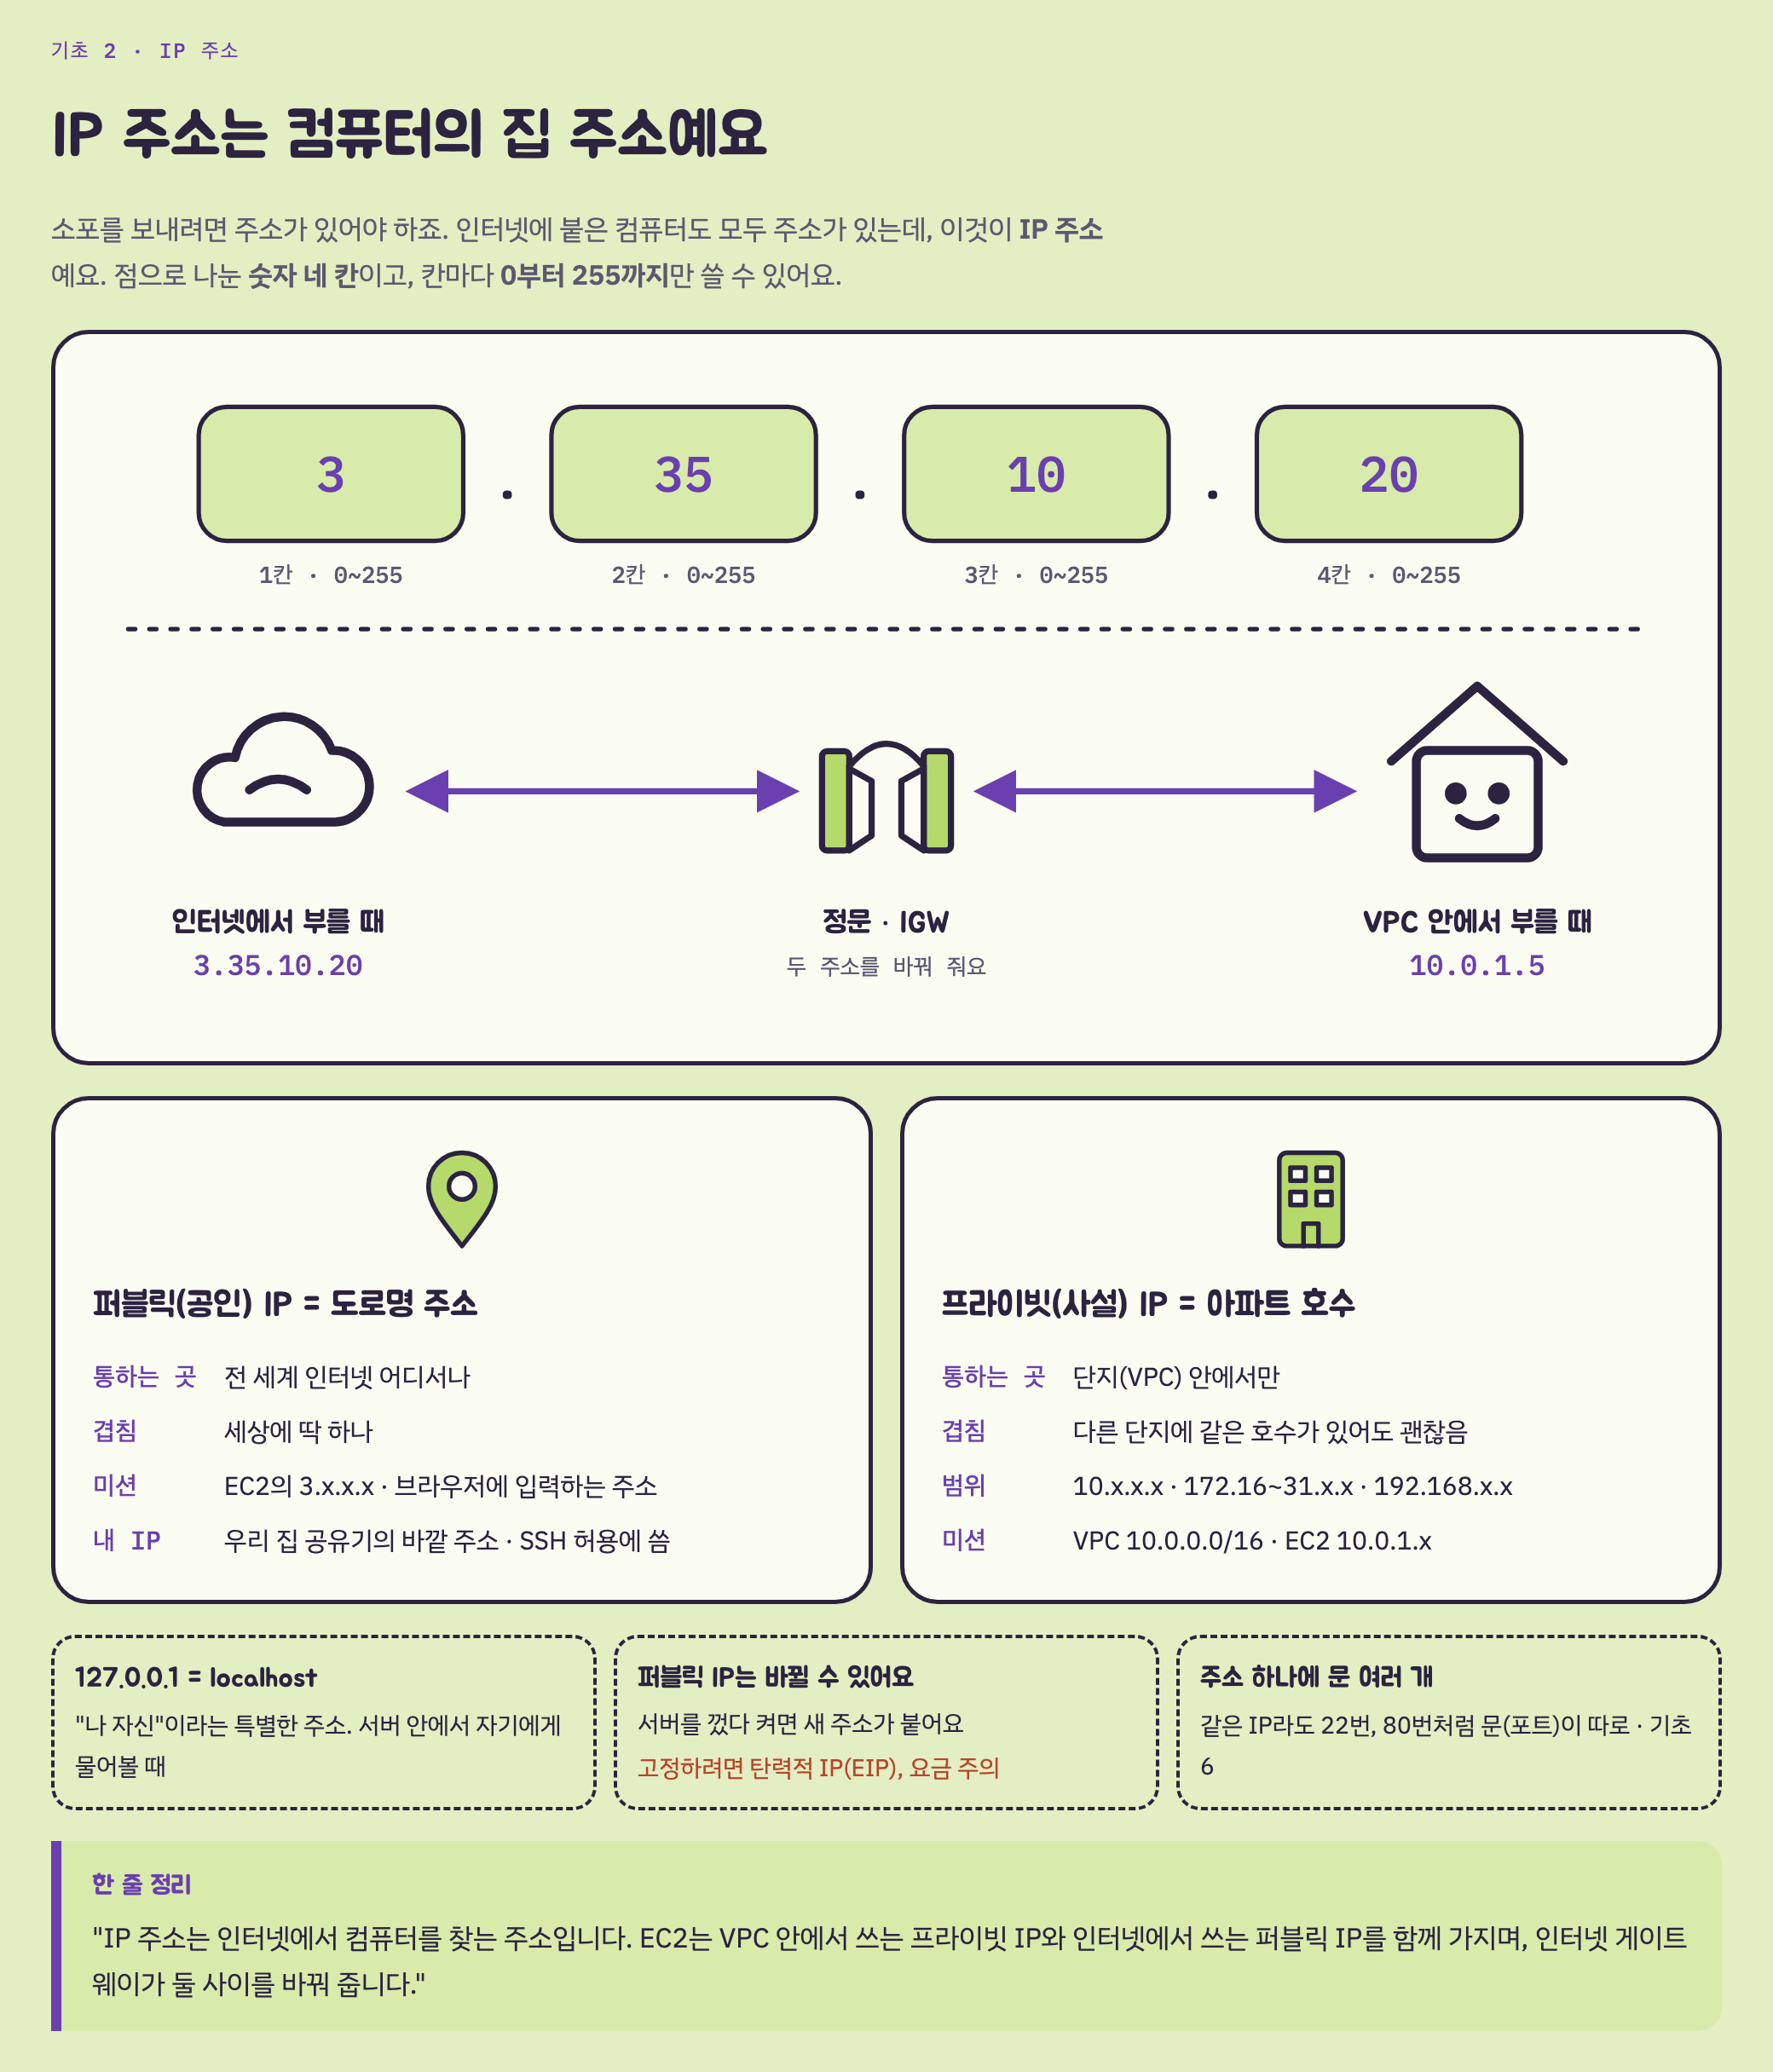 기초 2 · IP 주소
IP 주소는 컴퓨터의 집 주소예요
소포를 보내려면 주소가 있어야 하죠. 인터넷에 붙은 컴퓨터도 모두 주소가 있는데, 이것이 IP 주소
예요. 점으로 나눈 숫자 네 칸이고, 칸마다 0부터 255까지만 쓸 수 있어요.
3 . 35 . 10 . 20
1칸 · 0~255 2칸 · 0~255 3칸 · 0~255 4칸 · 0~255
인터넷에서 부를 때
3.35.10.20
정문 · IGW
두 주소를 바꿔 줘요
VPC 안에서 부를 때
10.0.1.5
퍼블릭(공인) IP = 도로명 주소
통하는 곳 전 세계 인터넷 어디서나
겹침 세상에 딱 하나
미션 EC2의 3.x.x.x · 브라우저에 입력하는 주소
내 IP 우리 집 공유기의 바깥 주소 · SSH 허용에 씀
프라이빗(사설) IP = 아파트 호수
통하는 곳 단지(VPC) 안에서만
겹침 다른 단지에 같은 호수가 있어도 괜찮음
범위 10.x.x.x · 172.16~31.x.x · 192.168.x.x
미션 VPC 10.0.0.0/16 · EC2 10.0.1.x
127.0.0.1 = localhost
"나 자신"이라는 특별한 주소. 서버 안에서 자기에게
물어볼 때
퍼블릭 IP는 바뀔 수 있어요
서버를 껐다 켜면 새 주소가 붙어요
고정하려면 탄력적 IP(EIP), 요금 주의
주소 하나에 문 여러 개
같은 IP라도 22번, 80번처럼 문(포트)이 따로 · 기초
6
한 줄 정리
"IP 주소는 인터넷에서 컴퓨터를 찾는 주소입니다. EC2는 VPC 안에서 쓰는 프라이빗 IP와 인터넷에서 쓰는 퍼블릭 IP를 함께 가지며, 인터넷 게이트
웨이가 둘 사이를 바꿔 줍니다."